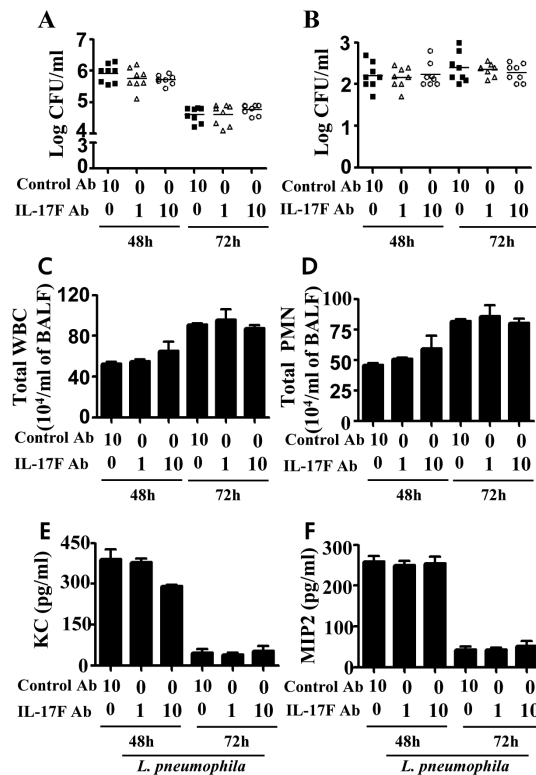 A
Log CFU/ml
7
6
5
4
3
0
Control Ab 10 0 0 10 0 0
IL-17F Ab 0 1 10 0 1 10
48h 72h
B
Log CFU/ml
3
2
1
0
Control Ab 10 0 0 10 0 0
IL-17F Ab 0 1 10 0 1 10
48h 72h
C
Total WBC
(10⁴/ml of BALF)
120
80
40
0
Control Ab 10 0 0 10 0 0
IL-17F Ab 0 1 10 0 1 10
48h 72h
D
Total PMN
(10⁴/ml of BALF)
100
75
50
25
0
Control Ab 10 0 0 10 0 0
IL-17F Ab 0 1 10 0 1 10
48h 72h
E
KC
(pg/ml)
450
300
150
0
Control Ab 10 0 0 10 0 0
IL-17F Ab 0 1 10 0 1 10
48h 72h
L. pneumophila
F
MIP2 (pg/ml)
300
200
100
0
Control Ab 10 0 0 10 0 0
IL-17F Ab 0 1 10 0 1 10
48h 72h
L. pneumophila